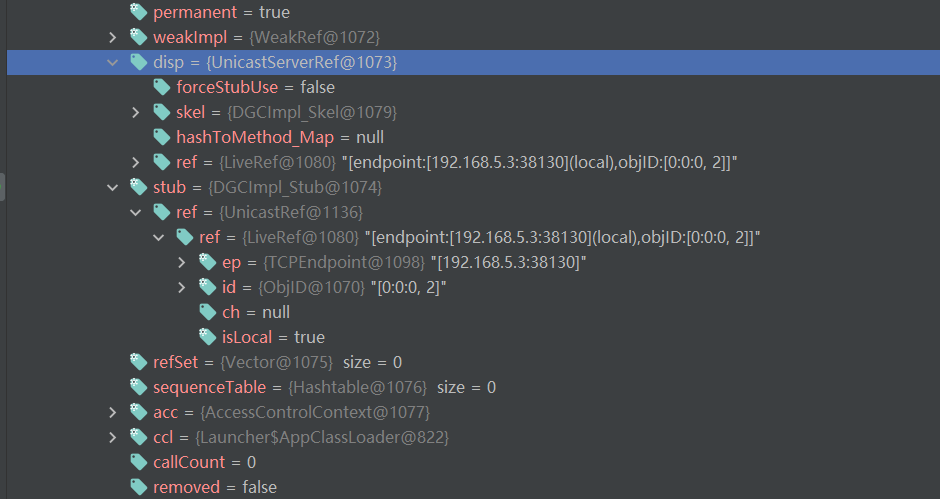 permanent = true
weakImpl = {WeakRef@1072}
disp = {UnicastServerRef@1073}
forceStubUse = false
skel = {DGCImpl_Skel@1079}
hashToMethod_Map = null
ref = {LiveRef@1080} "[endpoint:[192.168.5.3:38130](local),objID:[0:0:0, 2]]"
stub = {DGCImpl_Stub@1074}
ref = {UnicastRef@1136}
ref = {LiveRef@1080} "[endpoint:[192.168.5.3:38130](local),objID:[0:0:0, 2]]"
ep = {TCPEndpoint@1098} "[192.168.5.3:38130]"
id = {ObjID@1070} "[0:0:0, 2]"
ch = null
isLocal = true
refSet = {Vector@1075} size = 0
sequenceTable = {Hashtable@1076} size = 0
acc = {AccessControlContext@1077}
ccl = {Launcher$AppClassLoader@822}
callCount = 0
removed = false